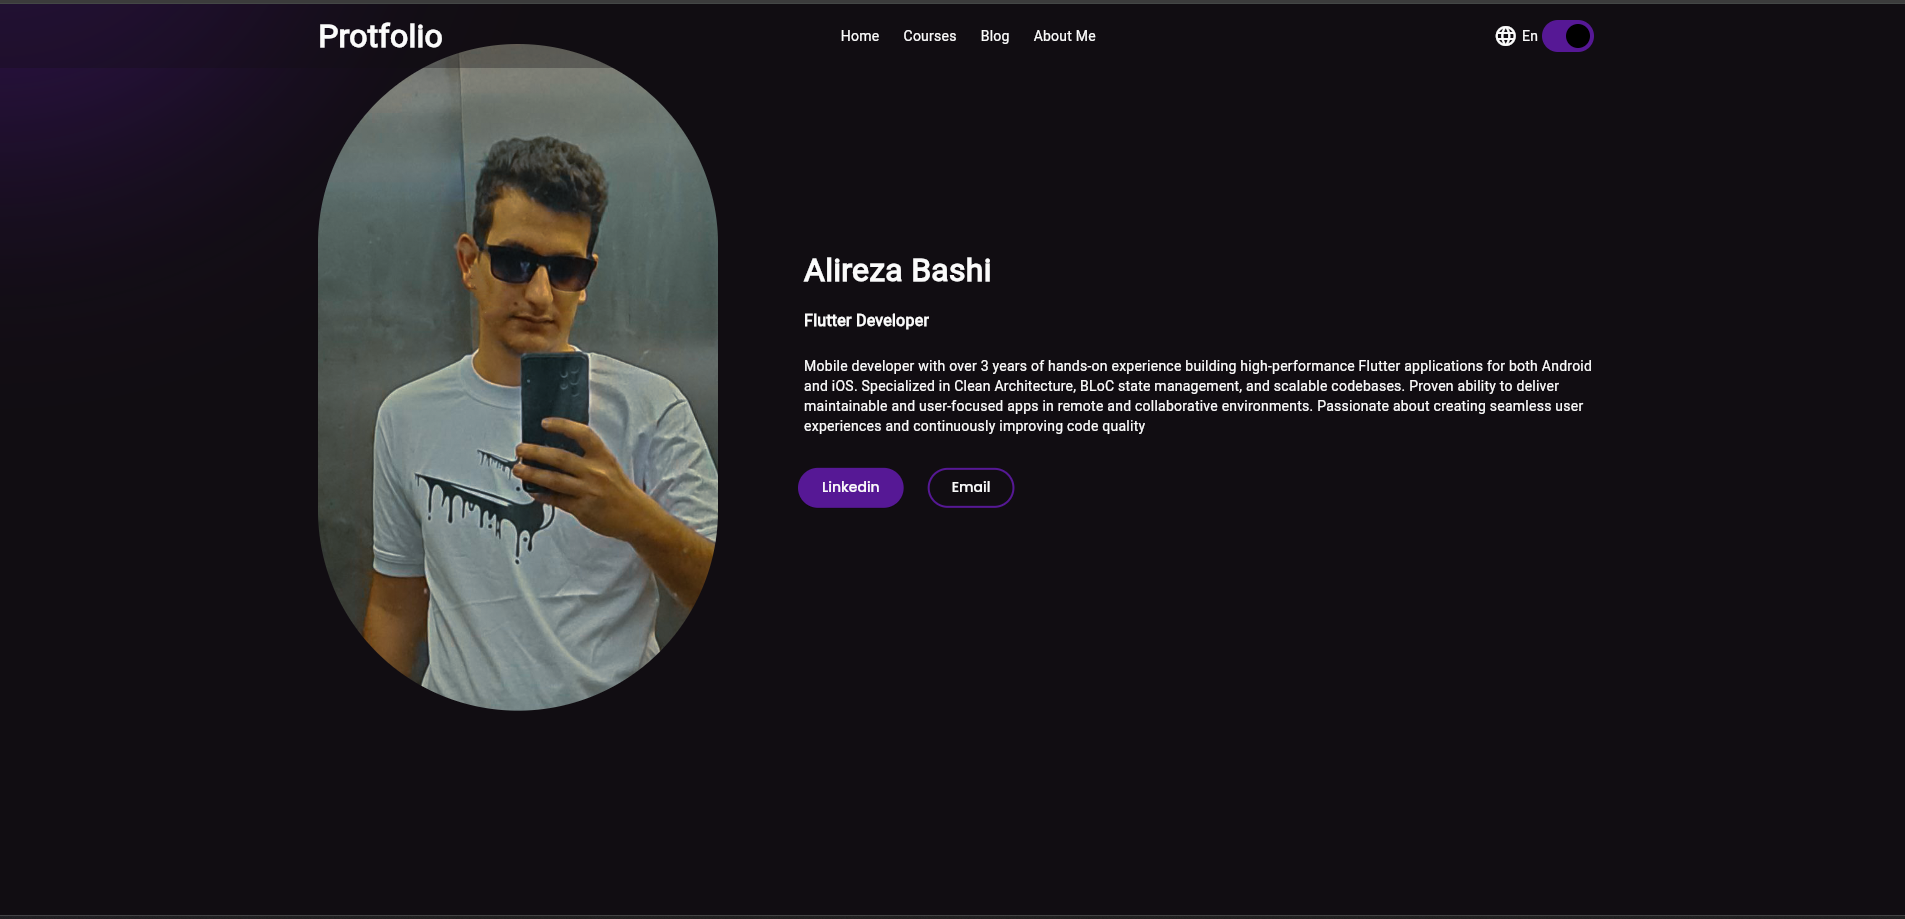 Protfolio
Home
Courses
Blog
About Me
En
Alireza Bashi
Flutter Developer
Mobile developer with over 3 years of hands-on experience building high-performance Flutter applications for both Android
and iOS. Specialized in Clean Architecture, BLoC state management, and scalable codebases. Proven ability to deliver
maintainable and user-focused apps in remote and collaborative environments. Passionate about creating seamless user
experiences and continuously improving code quality
Linkedin
Email